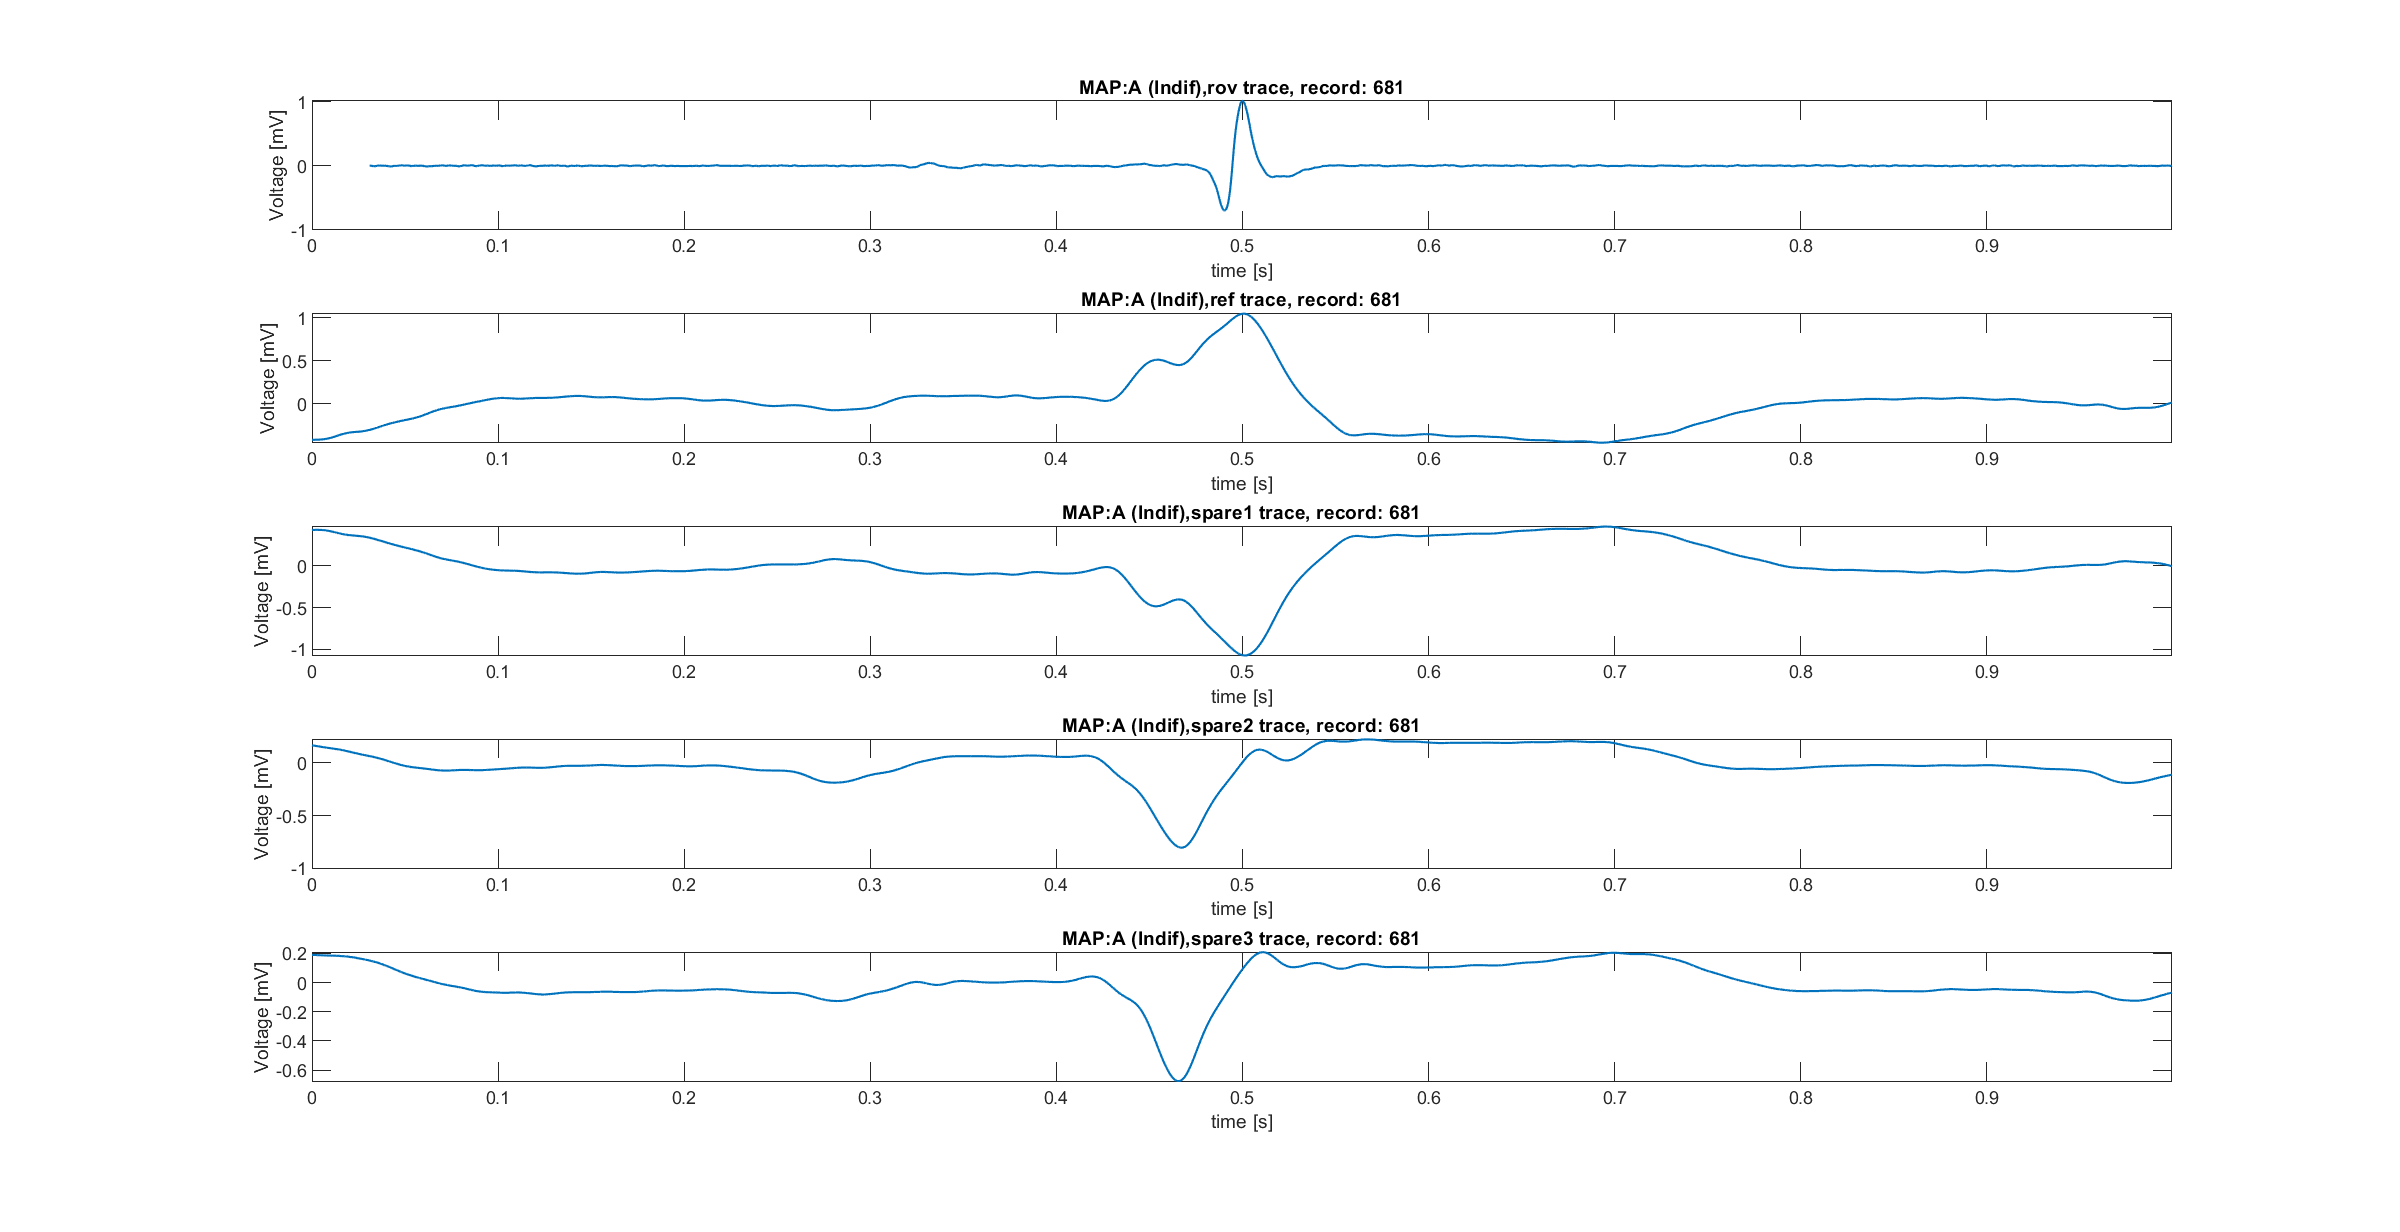 MAP:A (Indif),rov trace, record: 681
Voltage [mV]
1
0
-1
0 0.1 0.2 0.3 0.4 0.5 0.6 0.7 0.8 0.9
time [s]
MAP:A (Indif),ref trace, record: 681
Voltage [mV]
1
0.5
0
0 0.1 0.2 0.3 0.4 0.5 0.6 0.7 0.8 0.9
time [s]
MAP:A (Indif),spare1 trace, record: 681
Voltage [mV]
0
-0.5
-1
0 0.1 0.2 0.3 0.4 0.5 0.6 0.7 0.8 0.9
time [s]
MAP:A (Indif),spare2 trace, record: 681
Voltage [mV]
0
-0.5
-1
0 0.1 0.2 0.3 0.4 0.5 0.6 0.7 0.8 0.9
time [s]
MAP:A (Indif),spare3 trace, record: 681
Voltage [mV]
0.2
0
-0.2
-0.4
-0.6
0 0.1 0.2 0.3 0.4 0.5 0.6 0.7 0.8 0.9
time [s]